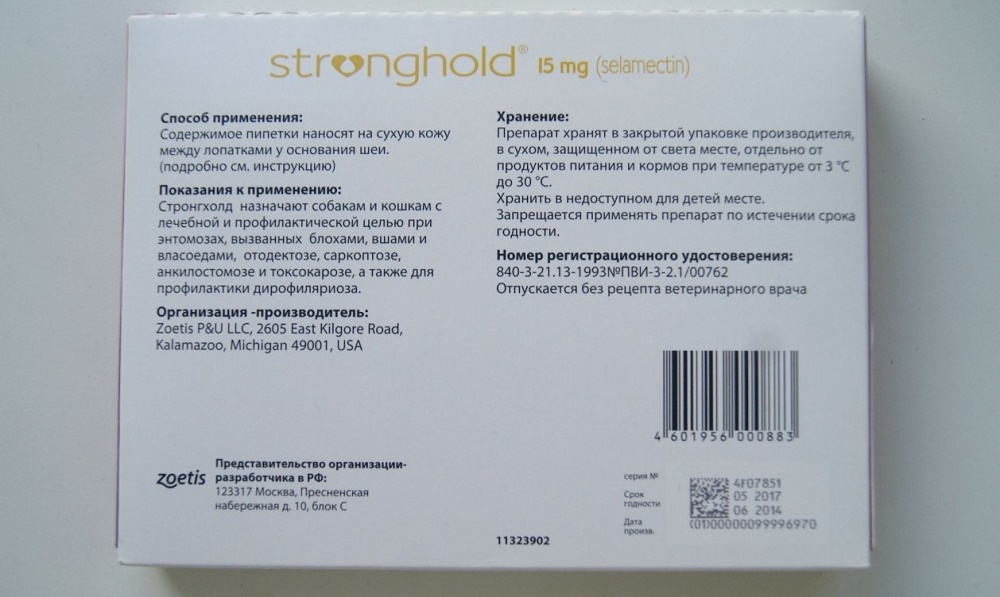 stronghold® 15 mg (selamectin)
Способ применения:
Содержимое пипетки наносят на сухую кожу
между лопатками у основания шеи.
(подробно см. инструкцию)
Показания к применению:
Стронгхолд назначают собакам и кошкам с
лечебной и профилактической целью при
энтомозах, вызванных блохами, вшами и
власоедами, отодектозе, саркоптозе,
анкилостомозе и токсокарозе, а также для
профилактики дирофиляриоза.
Организация -производитель:
Zoetis P&U LLC, 2605 East Kilgore Road,
Kalamazoo, Michigan 49001, USA
Хранение:
Препарат хранят в закрытой упаковке производителя,
в сухом, защищенном от света месте, отдельно от
продуктов питания и кормов при температуре от 3 °C
до 30 °C.
Хранить в недоступном для детей месте.
Запрещается применять препарат по истечении срока
годности.
Номер регистрационного удостоверения:
840-3-21.13-1993№ПВИ-3-2.1/00762
Отпускается без рецепта ветеринарного врача
4 601956 000883
zoetis
Представительство организации-
разработчика в РФ:
123317 Москва, Пресненская
набережная д. 10, блок С
серия № 4F07851
Срок годности 05 2017
Дата произв. 06 2014
(01)00000099996970
11323902